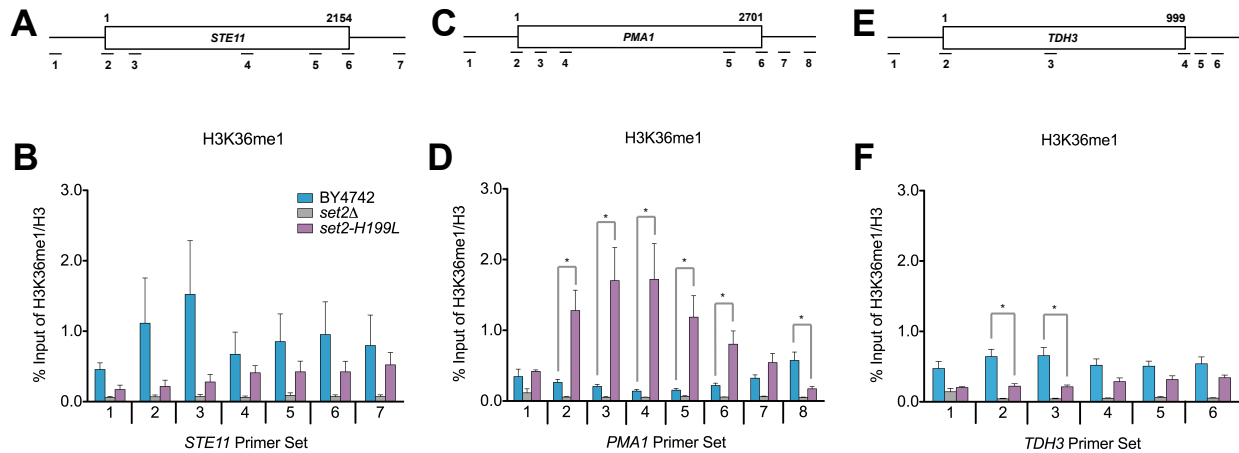 A
1 2154
STE11
1 2 3 4 5 6 7
C
1 2701
PMA1
1 2 3 4 5 6 7 8
E
1 999
TDH3
1 2 3 4 5 6
B
H3K36me1
% Input of H3K36me1/H3
3.0
2.0
1.0
0.0
BY4742
set2Δ
set2-H199L
1 2 3 4 5 6 7
STE11 Primer Set
D
H3K36me1
% Input of H3K36me1/H3
3.0
2.0
1.0
0.0
* * * * * *
1 2 3 4 5 6 7 8
PMA1 Primer Set
F
H3K36me1
% Input of H3K36me1/H3
3.0
2.0
1.0
0.0
* *
1 2 3 4 5 6
TDH3 Primer Set